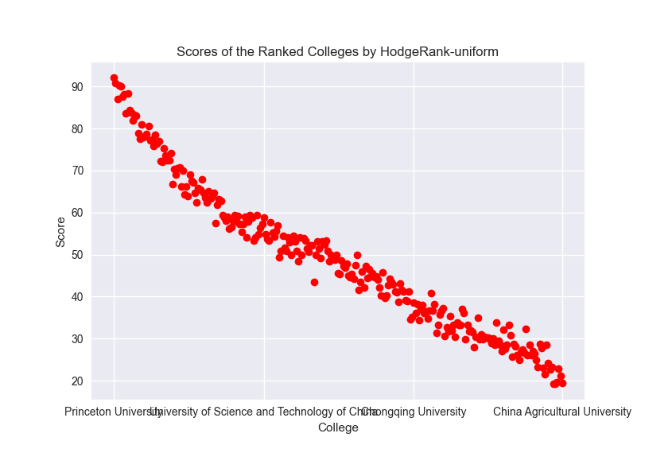 Scores of the Ranked Colleges by HodgeRank-uniform
Score
90
80
70
60
50
40
30
20
Princeton University
University of Science and Technology of China
Chongqing University
China Agricultural University
College